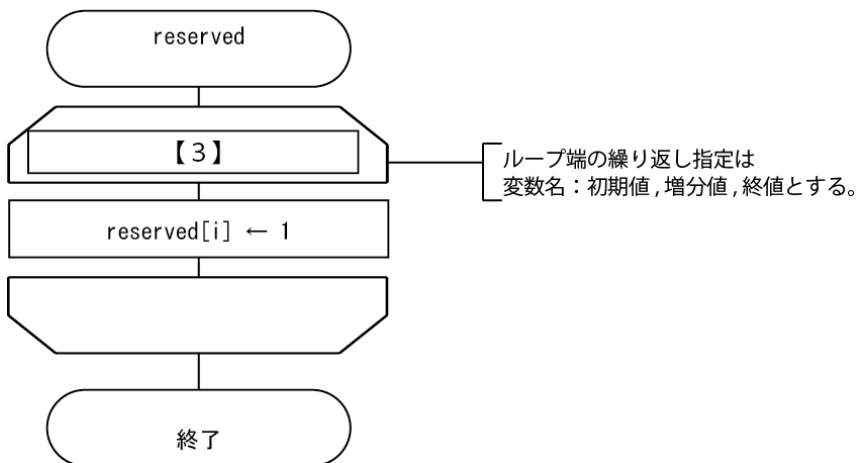 reserved
【3】
ループ端の繰り返し指定は
変数名：初期値,増分値,終値とする。
reserved[i] ← 1
終了